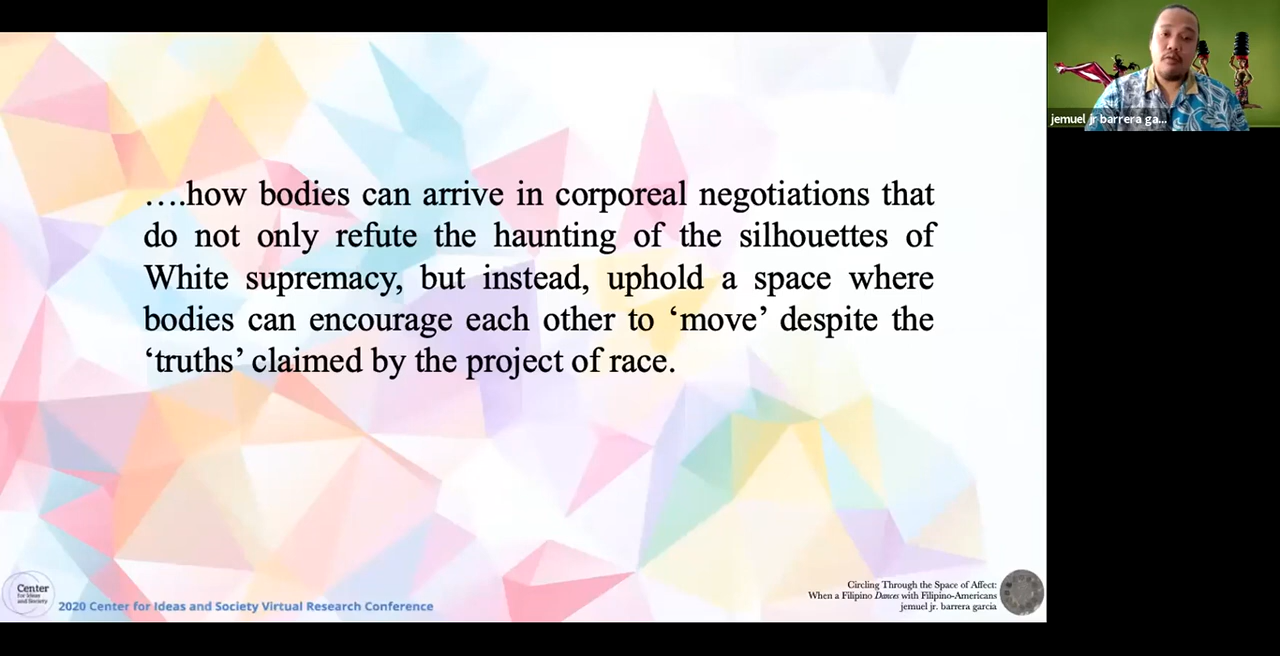 ….how bodies can arrive in corporeal negotiations that
do not only refute the haunting of the silhouettes of
White supremacy, but instead, uphold a space where
bodies can encourage each other to ‘move’ despite the
‘truths’ claimed by the project of race.
jemuel jr barrera ga...
Center
for Ideas
and Society
2020 Center for Ideas and Society Virtual Research Conference
Circling Through the Space of Affect:
When a Filipino Dances with Filipino-Americans
jemuel jr. barrera garcia